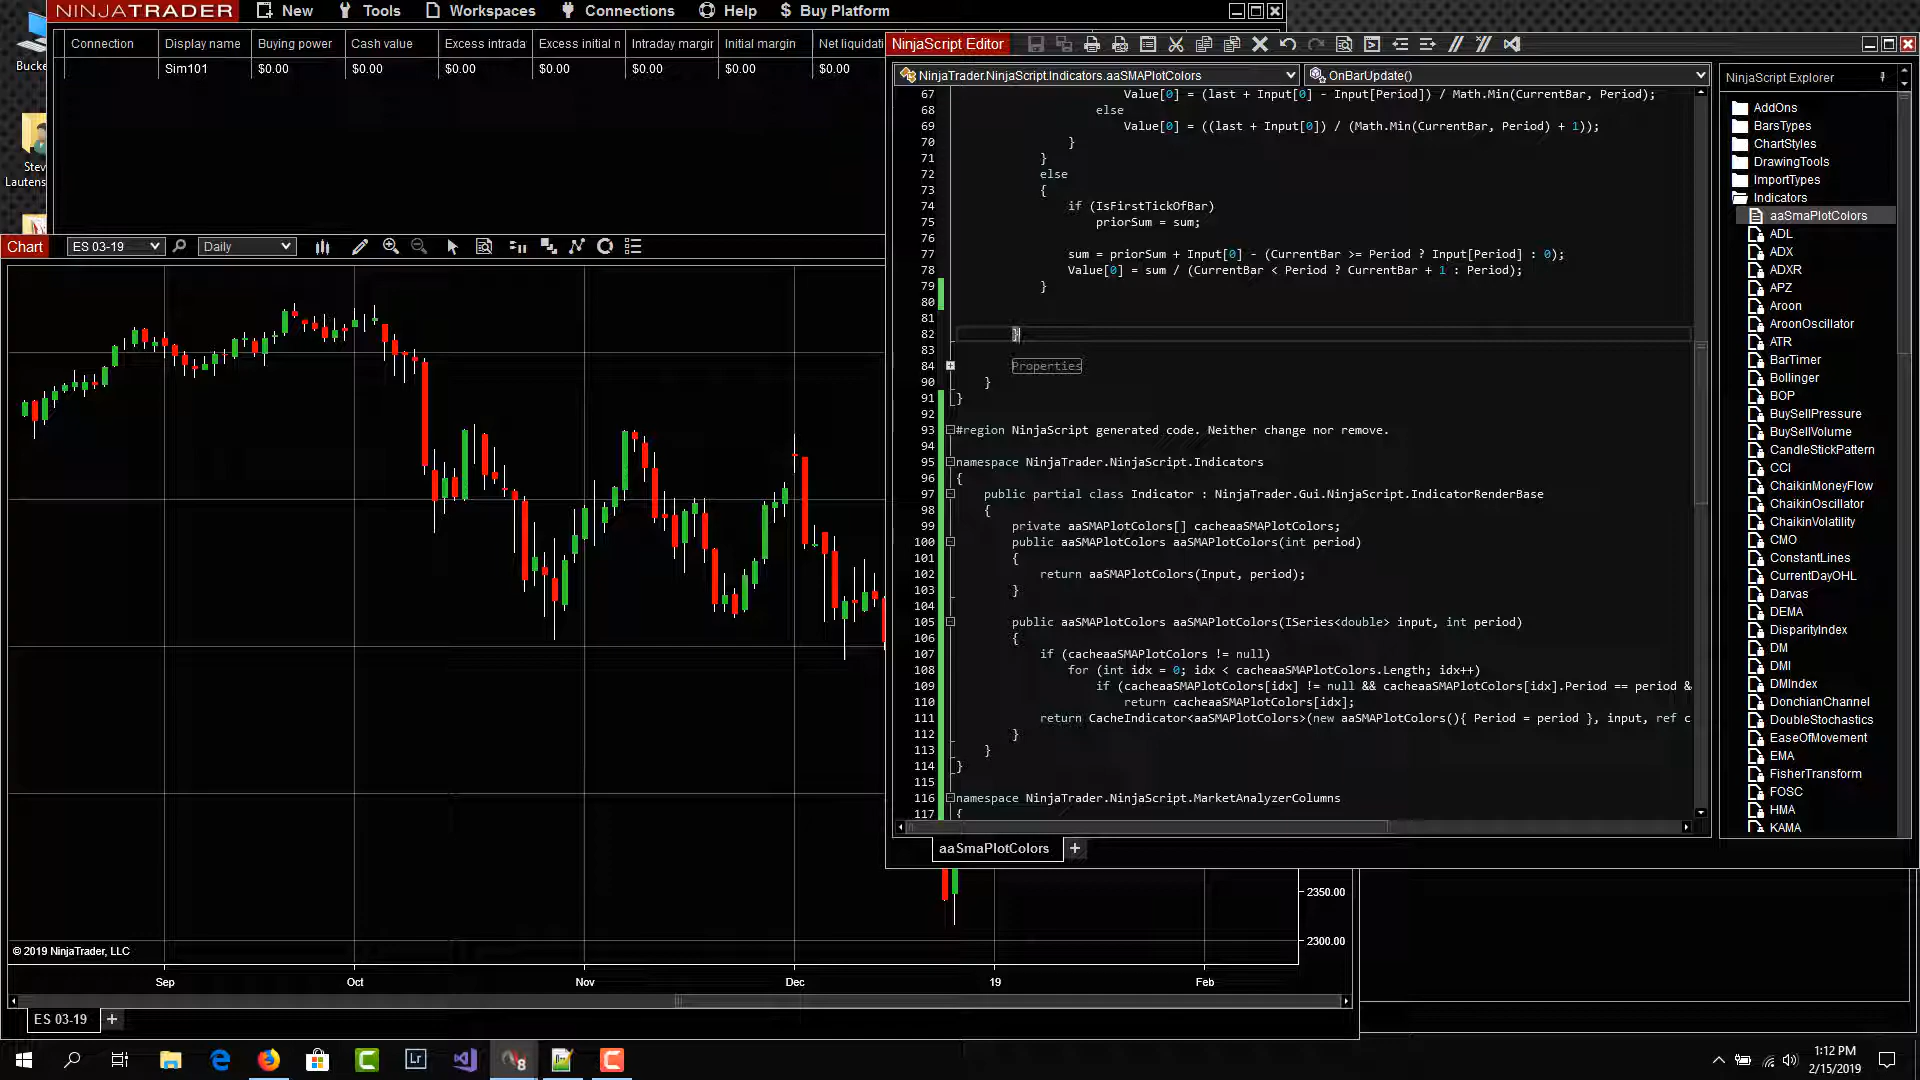 NINJATRADER New Tools Workspaces Connections Help $ Buy Platform
Connection Display name Buying power Cash value Excess intrada Excess initial n Intraday margir Initial margin Net liquidati
Sim101 $0.00 $0.00 $0.00 $0.00 $0.00 $0.00 $0.00
Bucke
Stev
Lautens
Chart ES 03-19 Daily
© 2019 NinjaTrader, LLC
2350.00
2300.00
Sep Oct Nov Dec 19 Feb
ES 03-19 +
NinjaScript Editor
NinjaTrader.NinjaScript.Indicators.aaSMAPlotColors OnBarUpdate()
67 Value[0] = (last + Input[0] - Input[Period]) / Math.Min(CurrentBar, Period);
68 else
69 Value[0] = ((last + Input[0]) / (Math.Min(CurrentBar, Period) + 1));
70 }
71 }
72 else
73 {
74 if (IsFirstTickOfBar)
75 priorSum = sum;
76
77 sum = priorSum + Input[0] - (CurrentBar >= Period ? Input[Period] : 0);
78 Value[0] = sum / (CurrentBar < Period ? CurrentBar + 1 : Period);
79 }
80
81
82 }
83
84 Properties
90 }
91 }
92
93 #region NinjaScript generated code. Neither change nor remove.
94
95 namespace NinjaTrader.NinjaScript.Indicators
96 {
97 public partial class Indicator : NinjaTrader.Gui.NinjaScript.IndicatorRenderBase
98 {
99 private aaSMAPlotColors[] cacheaaSMAPlotColors;
100 public aaSMAPlotColors aaSMAPlotColors(int period)
101 {
102 return aaSMAPlotColors(Input, period);
103 }
104
105 public aaSMAPlotColors aaSMAPlotColors(ISeries<double> input, int period)
106 {
107 if (cacheaaSMAPlotColors != null)
108 for (int idx = 0; idx < cacheaaSMAPlotColors.Length; idx++)
109 if (cacheaaSMAPlotColors[idx] != null && cacheaaSMAPlotColors[idx].Period == period &
110 return cacheaaSMAPlotColors[idx];
111 return CacheIndicator<aaSMAPlotColors>(new aaSMAPlotColors(){ Period = period }, input, ref c
112 }
113 }
114 }
115
116 namespace NinjaTrader.NinjaScript.MarketAnalyzerColumns
117 {
aaSmaPlotColors +
NinjaScript Explorer
AddOns
BarsTypes
ChartStyles
DrawingTools
ImportTypes
Indicators
aaSmaPlotColors
ADL
ADX
ADXR
APZ
Aroon
AroonOscillator
ATR
BarTimer
Bollinger
BOP
BuySellPressure
BuySellVolume
CandleStickPattern
CCI
ChaikinMoneyFlow
ChaikinOscillator
ChaikinVolatility
CMO
ConstantLines
CurrentDayOHL
Darvas
DEMA
DisparityIndex
DM
DMI
DMIndex
DonchianChannel
DoubleStochastics
EaseOfMovement
EMA
FisherTransform
FOSC
HMA
KAMA
Lr
8
1:12 PM
2/15/2019